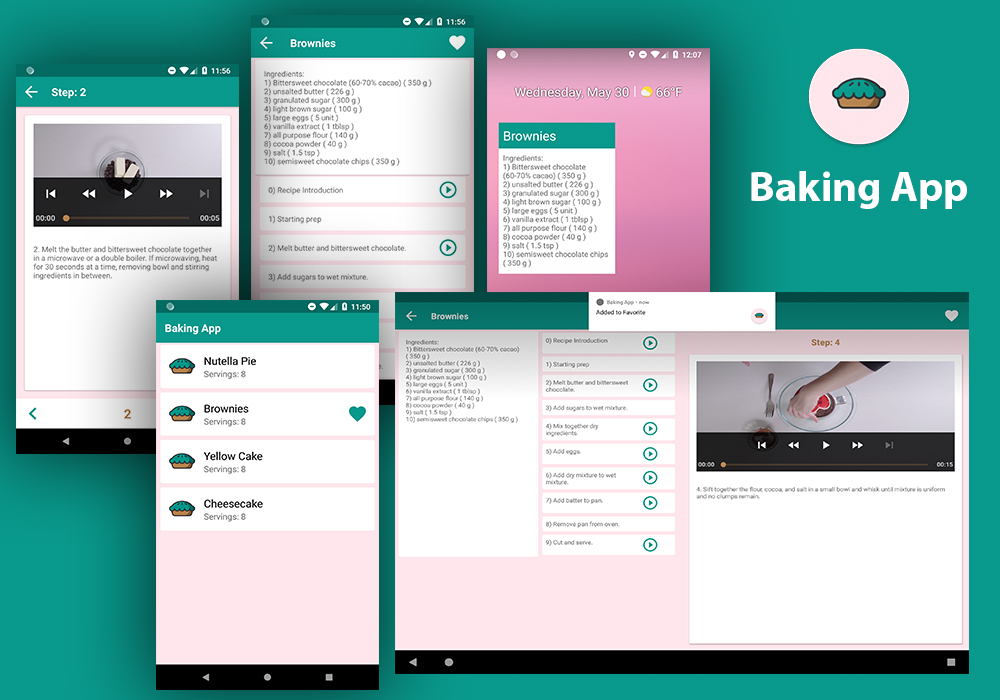 11:56
Step: 2
00:00
00:05
2. Melt the butter and bittersweet chocolate together
in a microwave or a double boiler. If microwaving, heat
for 30 seconds at a time, removing bowl and stirring
ingredients in between.
2
11:56
Brownies
Ingredients:
1) Bittersweet chocolate (60-70% cacao) ( 350 g )
2) unsalted butter ( 226 g )
3) granulated sugar ( 300 g )
4) light brown sugar ( 100 g )
5) large eggs ( 5 unit )
6) vanilla extract ( 1 tblsp )
7) all purpose flour ( 140 g )
8) cocoa powder ( 40 g )
9) salt ( 1.5 tsp )
10) semisweet chocolate chips ( 350 g )
0) Recipe Introduction
1) Starting prep
2) Melt butter and bittersweet chocolate.
3) Add sugars to wet mixture.
12:07
Wednesday, May 30 | 66°F
Brownies
Ingredients:
1) Bittersweet chocolate
(60-70% cacao) ( 350 g )
2) unsalted butter ( 226 g )
3) granulated sugar ( 300 g )
4) light brown sugar ( 100 g )
5) large eggs ( 5 unit )
6) vanilla extract ( 1 tblsp )
7) all purpose flour ( 140 g )
8) cocoa powder ( 40 g )
9) salt ( 1.5 tsp )
10) semisweet chocolate chips
( 350 g )
Baking App
11:50
Baking App
Nutella Pie
Servings: 8
Brownies
Servings: 8
Yellow Cake
Servings: 8
Cheesecake
Servings: 8
Baking App • now
Added to Favorite
Brownies
Ingredients:
1) Bittersweet chocolate (60-70% cacao)
( 350 g )
2) unsalted butter ( 226 g )
3) granulated sugar ( 300 g )
4) light brown sugar ( 100 g )
5) large eggs ( 5 unit )
6) vanilla extract ( 1 tblsp )
7) all purpose flour ( 140 g )
8) cocoa powder ( 40 g )
9) salt ( 1.5 tsp )
10) semisweet chocolate chips ( 350 g )
0) Recipe Introduction
1) Starting prep
2) Melt butter and bittersweet
chocolate.
3) Add sugars to wet mixture.
4) Mix together dry
ingredients.
5) Add eggs.
6) Add dry mixture to wet
mixture.
7) Add batter to pan.
8) Remove pan from oven.
9) Cut and serve.
Step: 4
00:00
00:15
4. Sift together the flour, cocoa, and salt in a small bowl and whisk until mixture is uniform
and no clumps remain.